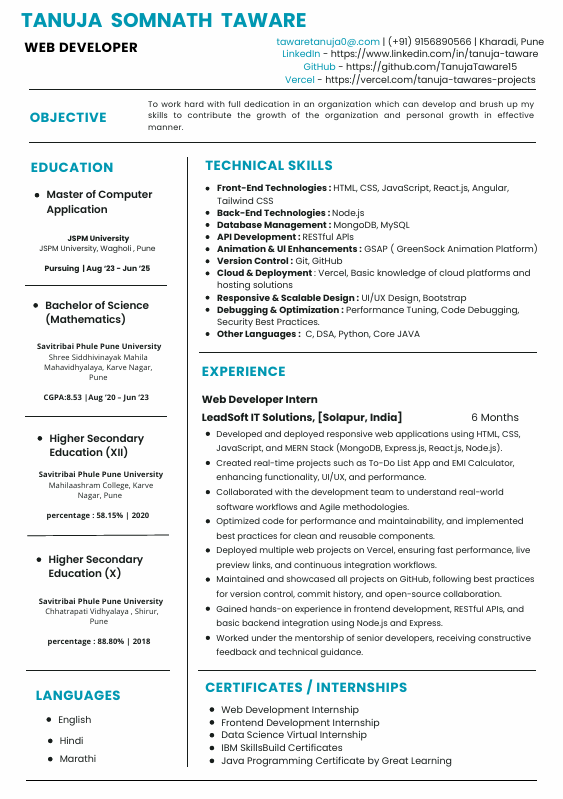 TANUJA SOMNATH TAWARE
WEB DEVELOPER
tawaretanuja0@.com | (+91) 9156890566 | Kharadi, Pune
LinkedIn - https://www.linkedin.com/in/tanuja-taware
GitHub - https://github.com/TanujaTaware15
Vercel - https://vercel.com/tanuja-tawares-projects
OBJECTIVE
To work hard with full dedication in an organization which can develop and brush up my
skills to contribute the growth of the organization and personal growth in effective
manner.
EDUCATION
• Master of Computer
Application
JSPM University
JSPM University, Wagholi , Pune
Pursuing | Aug '23 – Jun '25
• Bachelor of Science
(Mathematics)
Savitribai Phule Pune University
Shree Siddhivinayak Mahila
Mahavidhyalaya, Karve Nagar,
Pune
CGPA:8.53 |Aug '20 – Jun '23
• Higher Secondary
Education (XII)
Savitribai Phule Pune University
Mahilaashram College, Karve
Nagar, Pune
percentage : 58.15% | 2020
• Higher Secondary
Education (X)
Savitribai Phule Pune University
Chhatrapati Vidhyalaya , Shirur,
Pune
percentage : 88.80% | 2018
LANGUAGES
• English
• Hindi
• Marathi
TECHNICAL SKILLS
• Front-End Technologies : HTML, CSS, JavaScript, React.js, Angular,
Tailwind CSS
• Back-End Technologies : Node.js
• Database Management : MongoDB, MySQL
• API Development : RESTful APIs
• Animation & UI Enhancements : GSAP ( GreenSock Animation Platform)
• Version Control : Git, GitHub
• Cloud & Deployment : Vercel, Basic knowledge of cloud platforms and
hosting solutions
• Responsive & Scalable Design : UI/UX Design, Bootstrap
• Debugging & Optimization : Performance Tuning, Code Debugging,
Security Best Practices.
• Other Languages : C, DSA, Python, Core JAVA
EXPERIENCE
Web Developer Intern
LeadSoft IT Solutions, [Solapur, India] 6 Months
• Developed and deployed responsive web applications using HTML, CSS,
JavaScript, and MERN Stack (MongoDB, Express.js, React.js, Node.js).
• Created real-time projects such as To-Do List App and EMI Calculator,
enhancing functionality, UI/UX, and performance.
• Collaborated with the development team to understand real-world
software workflows and Agile methodologies.
• Optimized code for performance and maintainability, and implemented
best practices for clean and reusable components.
• Deployed multiple web projects on Vercel, ensuring fast performance, live
preview links, and continuous integration workflows.
• Maintained and showcased all projects on GitHub, following best practices
for version control, commit history, and open-source collaboration.
• Gained hands-on experience in frontend development, RESTful APIs, and
basic backend integration using Node.js and Express.
• Worked under the mentorship of senior developers, receiving constructive
feedback and technical guidance.
CERTIFICATES / INTERNSHIPS
• Web Development Internship
• Frontend Development Internship
• Data Science Virtual Internship
• IBM SkillsBuild Certificates
• Java Programming Certificate by Great Learning